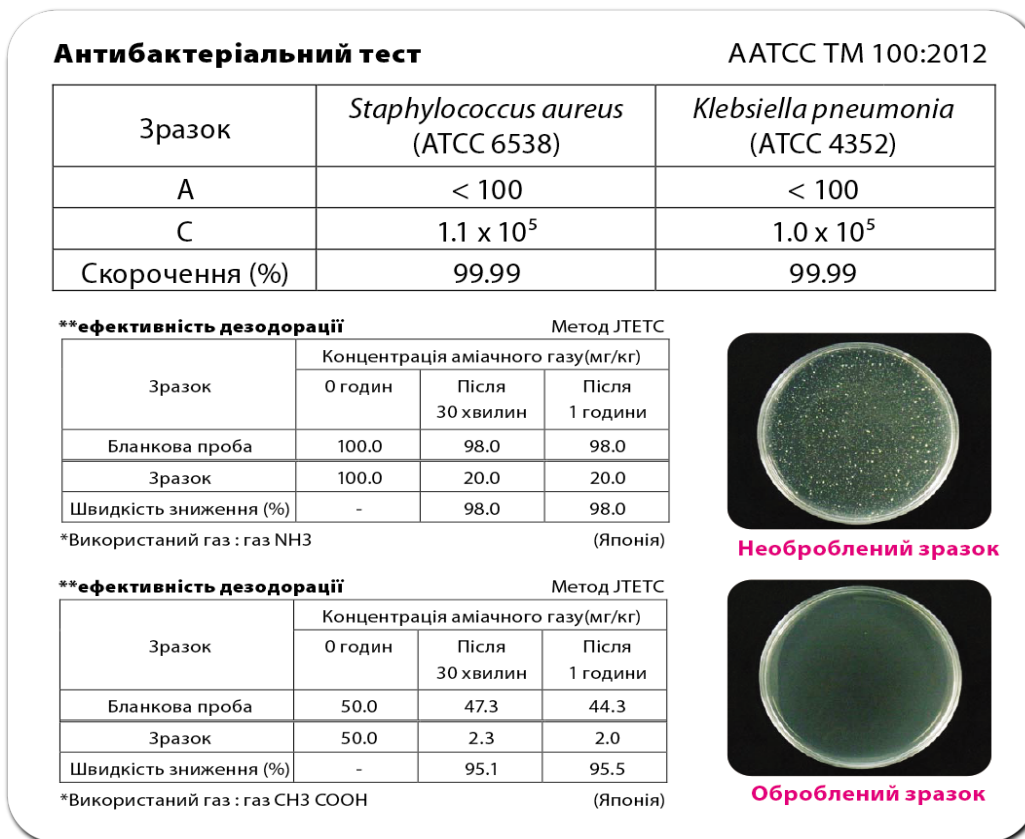 Антибактеріальний тест AATCC TM 100:2012
Зразок Staphylococcus aureus (ATCC 6538) Klebsiella pneumonia (ATCC 4352)
A < 100 < 100
C 1.1 x 10⁵ 1.0 x 10⁵
Скорочення (%) 99.99 99.99
**ефективність дезодорації Метод JTETC
Концентрація аміачного газу(мг/кг)
Зразок 0 годин Після 30 хвилин Після 1 години
Бланкова проба 100.0 98.0 98.0
Зразок 100.0 20.0 20.0
Швидкість зниження (%) - 98.0 98.0
*Використаний газ : газ NH3 (Японія)
Необроблений зразок
**ефективність дезодорації Метод JTETC
Концентрація аміачного газу(мг/кг)
Зразок 0 годин Після 30 хвилин Після 1 години
Бланкова проба 50.0 47.3 44.3
Зразок 50.0 2.3 2.0
Швидкість зниження (%) - 95.1 95.5
*Використаний газ : газ CH3 COOH (Японія)
Оброблений зразок